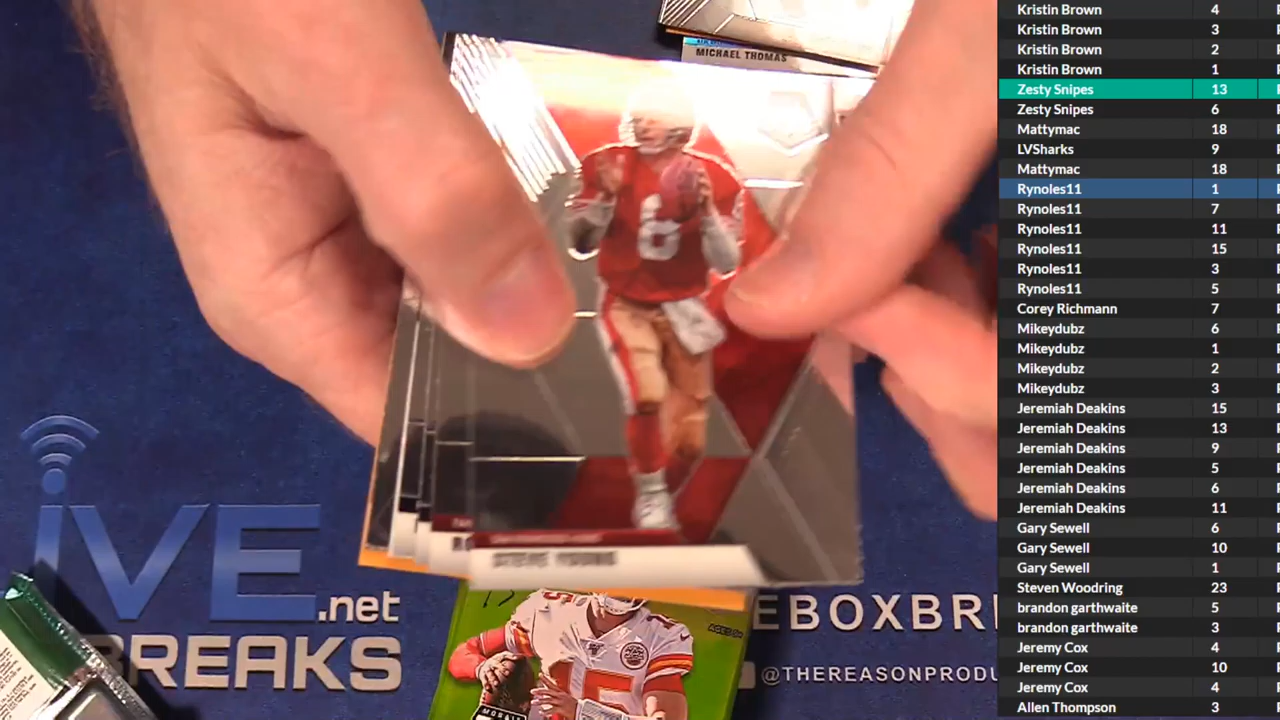 MICHAEL THOMAS
8
STEVE YOUNG
iVE
.net
BREAKS
EBOXBR
@THEREASONPRODU
15
MOSAIC
Kristin Brown 4
Kristin Brown 3
Kristin Brown 2
Kristin Brown 1
Zesty Snipes 13
Zesty Snipes 6
Mattymac 18
LVSharks 9
Mattymac 18
Rynoles11 1
Rynoles11 7
Rynoles11 11
Rynoles11 15
Rynoles11 3
Rynoles11 5
Corey Richmann 7
Mikeydubz 6
Mikeydubz 1
Mikeydubz 2
Mikeydubz 3
Jeremiah Deakins 15
Jeremiah Deakins 13
Jeremiah Deakins 9
Jeremiah Deakins 5
Jeremiah Deakins 6
Jeremiah Deakins 11
Gary Sewell 6
Gary Sewell 10
Gary Sewell 1
Steven Woodring 23
brandon garthwaite 5
brandon garthwaite 3
Jeremy Cox 4
Jeremy Cox 10
Jeremy Cox 4
Allen Thompson 3